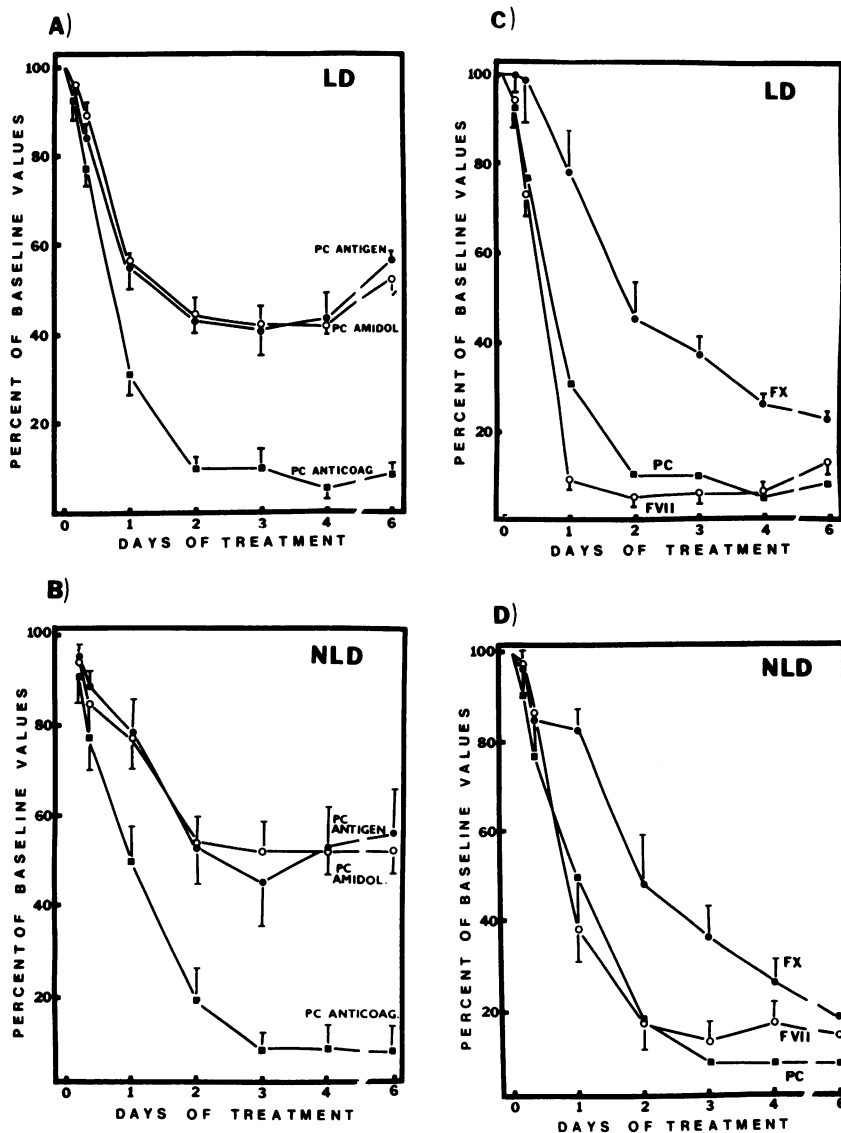 A)
LD
100
80
60
40
20
PERCENT OF BASELINE VALUES
PC ANTIGEN
PC AMIDOL
PC ANTICOAG
0 1 2 3 4 6
DAYS OF TREATMENT
C)
LD
100
80
60
40
20
PERCENT OF BASELINE VALUES
FX
PC
FVII
0 1 2 3 4 6
DAYS OF TREATMENT
B)
NLD
100
80
60
40
20
PERCENT OF BASELINE VALUES
PC
ANTIGEN
PC
AMIDOL.
PC ANTICOAG.
0 1 2 3 4 6
DAYS OF TREATMENT
D)
NLD
100
80
60
40
20
PERCENT OF BASELINE VALUES
FX
FVII
PC
0 1 2 3 4 6
DAYS OF TREATMENT